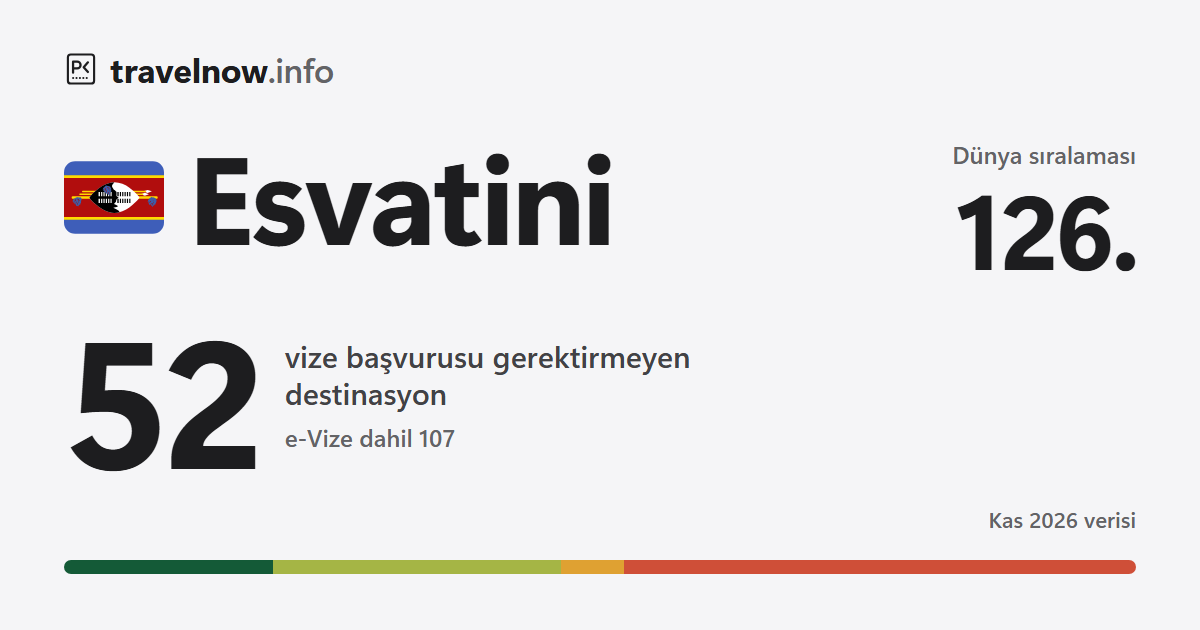 travelnow.info
Esvatini
Dünya sıralaması
126.
52
vize başvurusu gerektirmeyen
destinasyon
e-Vize dahil 107
Kas 2026 verisi